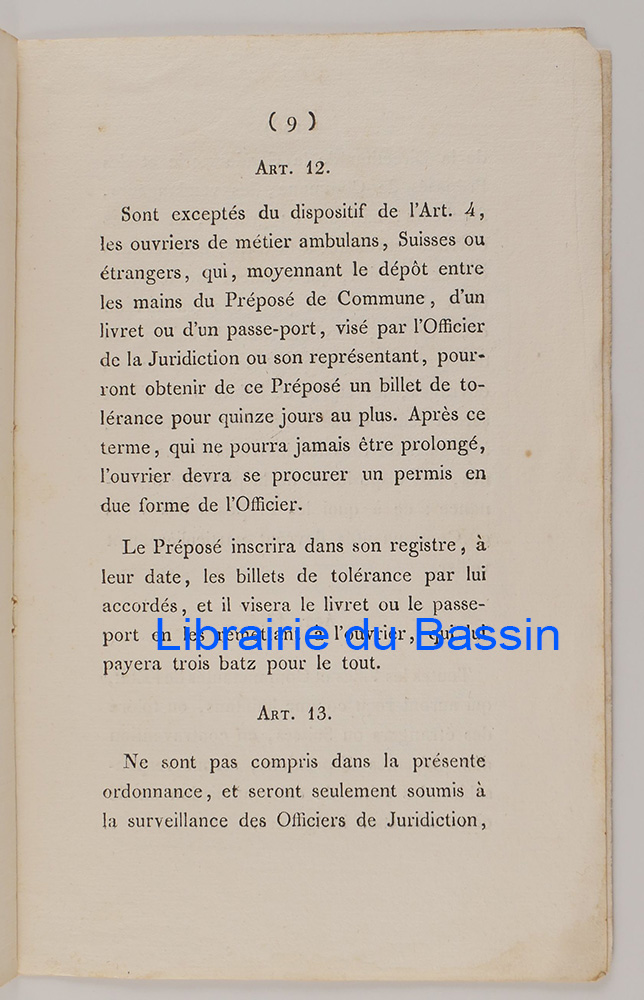 ( 9 )
ART. 12.
Sont exceptés du dispositif de l'Art. 4,
les ouvriers de métier ambulans, Suisses ou
étrangers, qui, moyennant le dépôt entre
les mains du Préposé de Commune, d'un
livret ou d'un passe-port, visé par l'Officier
de la Juridiction ou son représentant, pour-
ront obtenir de ce Préposé un billet de to-
lérance pour quinze jours au plus. Après ce
terme, qui ne pourra jamais être prolongé,
l'ouvrier devra se procurer un permis en
due forme de l'Officier.
Le Préposé inscrira dans son registre, à
leur date, les billets de tolérance par lui
accordés, et il visera le livret ou le passe-
port en les remettant à l'ouvrier, qui lui
Librairie du Bassin
payera trois batz pour le tout.
ART. 13.
Ne sont pas compris dans la présente
ordonnance, et seront seulement soumis à
la surveillance des Officiers de Juridiction,